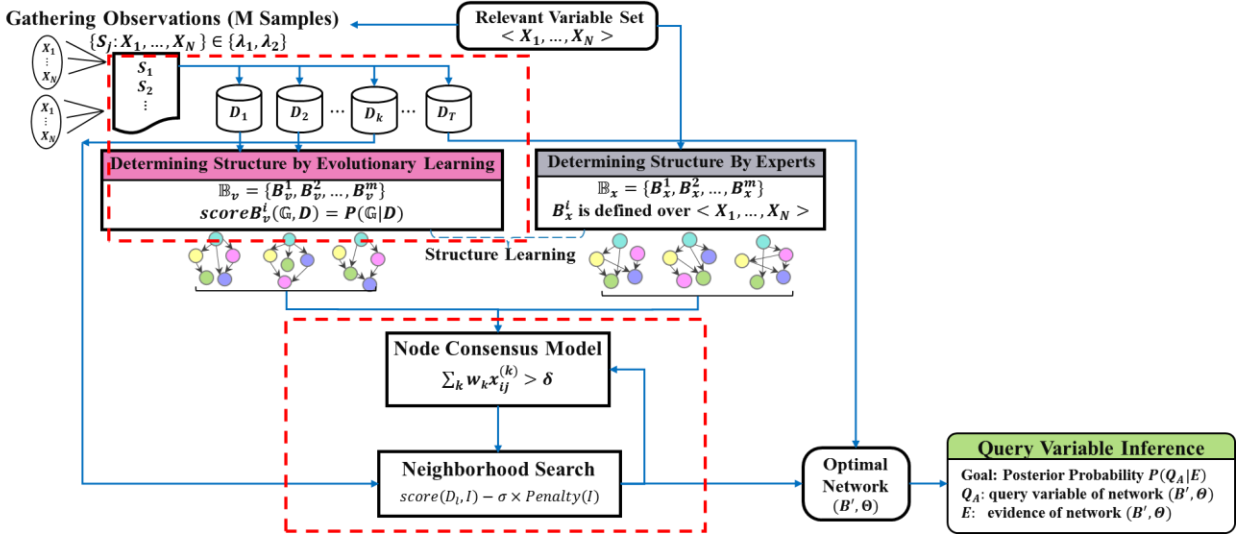 Gathering Observations (M Samples)
{S_j: X_1, …, X_N} ∈ {λ_1, λ_2}
Relevant Variable Set
< X_1, …, X_N >
X_1
⋮
X_N
X_1
⋮
X_N
S_1
S_2
⋮
D_1
D_2
…
D_k
…
D_T
Determining Structure by Evolutionary Learning
𝔹_v = {B_v^1, B_v^2, …, B_v^m}
scoreB_v^i(𝔾, D) = P(𝔾|D)
Determining Structure By Experts
𝔹_x = {B_x^1, B_x^2, …, B_x^m}
B_x^i is defined over < X_1, …, X_N >
Structure Learning
Node Consensus Model
∑_k w_k x_ij^(k) > δ
Neighborhood Search
score(D_l, I) − σ × Penalty(I)
Optimal
Network
(B′, Θ)
Query Variable Inference
Goal: Posterior Probability P(Q_A|E)
Q_A: query variable of network (B′, Θ)
E: evidence of network (B′, Θ)